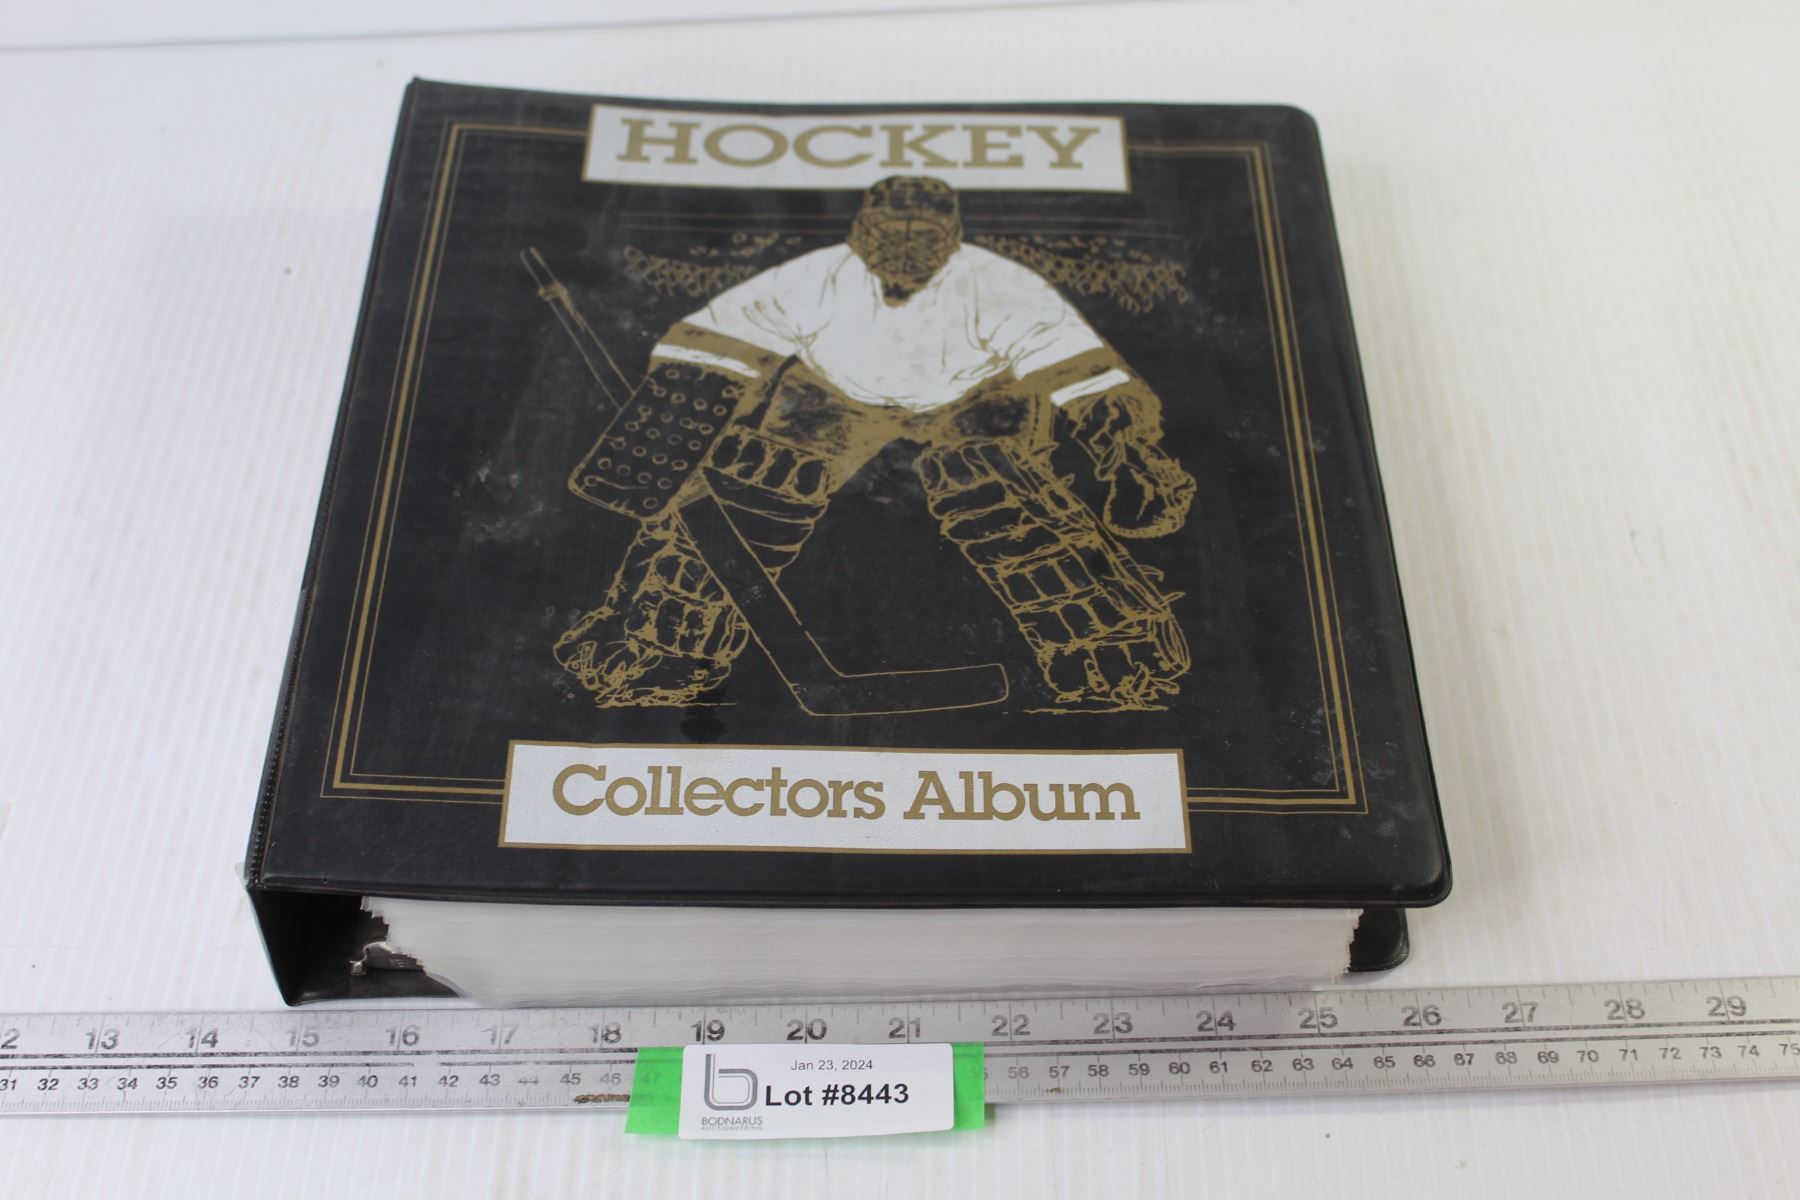 HOCKEY
Collectors Album
2 13 14 15 16 17 18 19 20 21 22 23 24 25 26 27 28 29
31 32 33 34 35 36 37 38 39 40 41 42 43 44 45 46 47 56 57 58 59 60 61 62 63 64 65 66 67 68 69 70 71 72 73 74 75
Jan 23, 2024
Lot #8443
BODNARUS
AUCTIONEERING